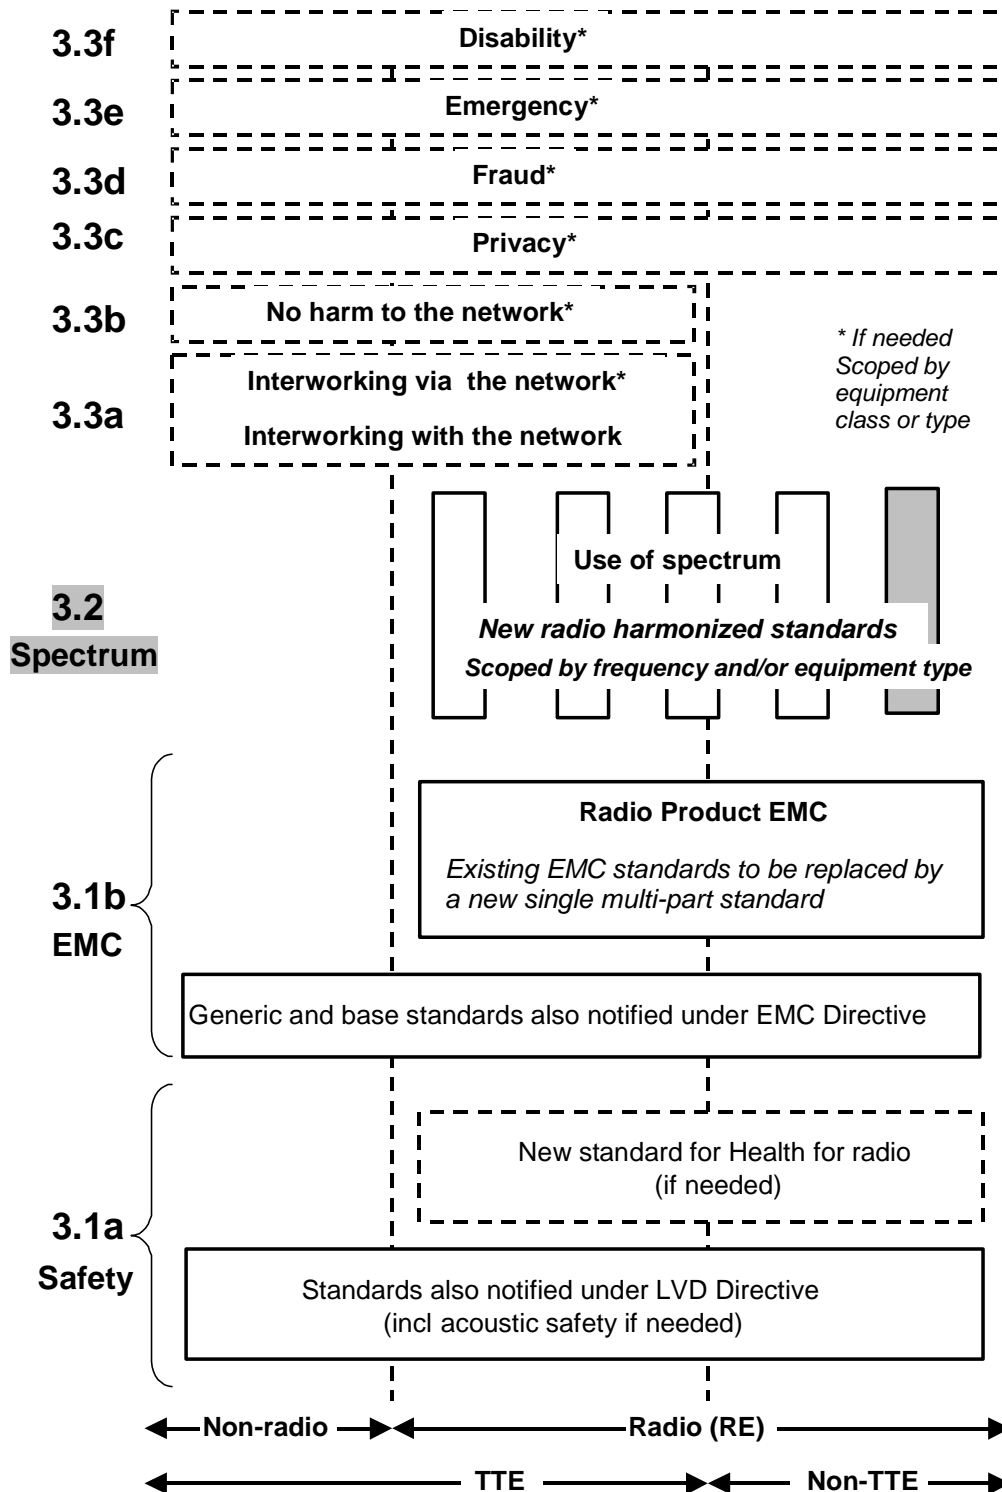 3.3f
Disability*
3.3e
Emergency*
3.3d
Fraud*
3.3c
Privacy*
3.3b
No harm to the network*
* If needed
Scoped by
equipment
class or type
3.3a
Interworking via the network*
Interworking with the network
3.2
Spectrum
Use of spectrum
New radio harmonized standards
Scoped by frequency and/or equipment type
3.1b
EMC
Radio Product EMC
Existing EMC standards to be replaced by
a new single multi-part standard
Generic and base standards also notified under EMC Directive
3.1a
Safety
New standard for Health for radio
(if needed)
Standards also notified under LVD Directive
(incl acoustic safety if needed)
Non-radio
Radio (RE)
TTE
Non-TTE